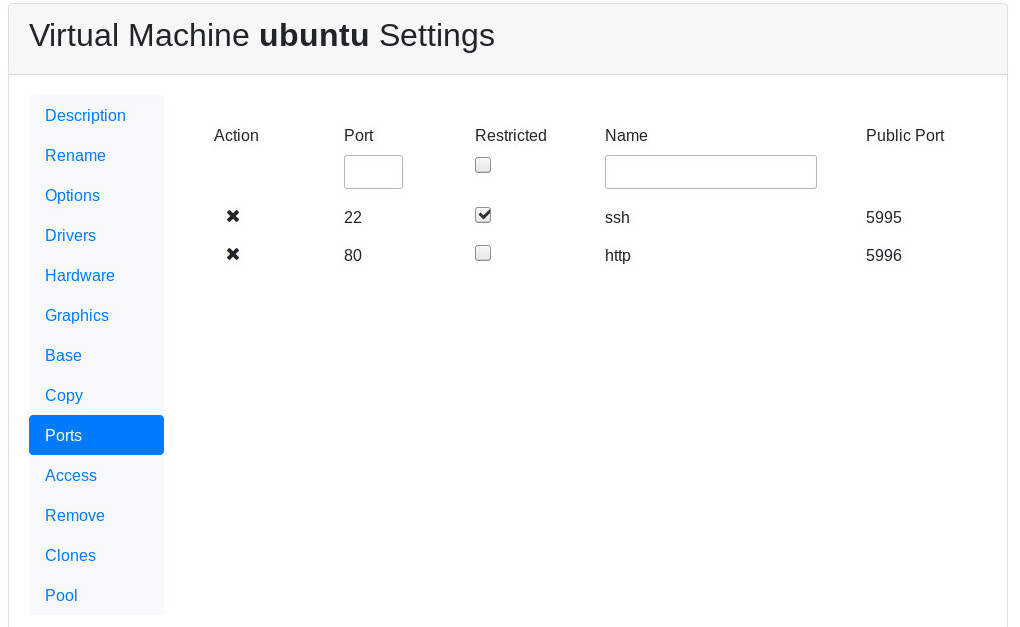 Virtual Machine ubuntu Settings
Description
Rename
Options
Drivers
Hardware
Graphics
Base
Copy
Ports
Access
Remove
Clones
Pool
Action Port Restricted Name Public Port
22 ssh 5995
80 http 5996